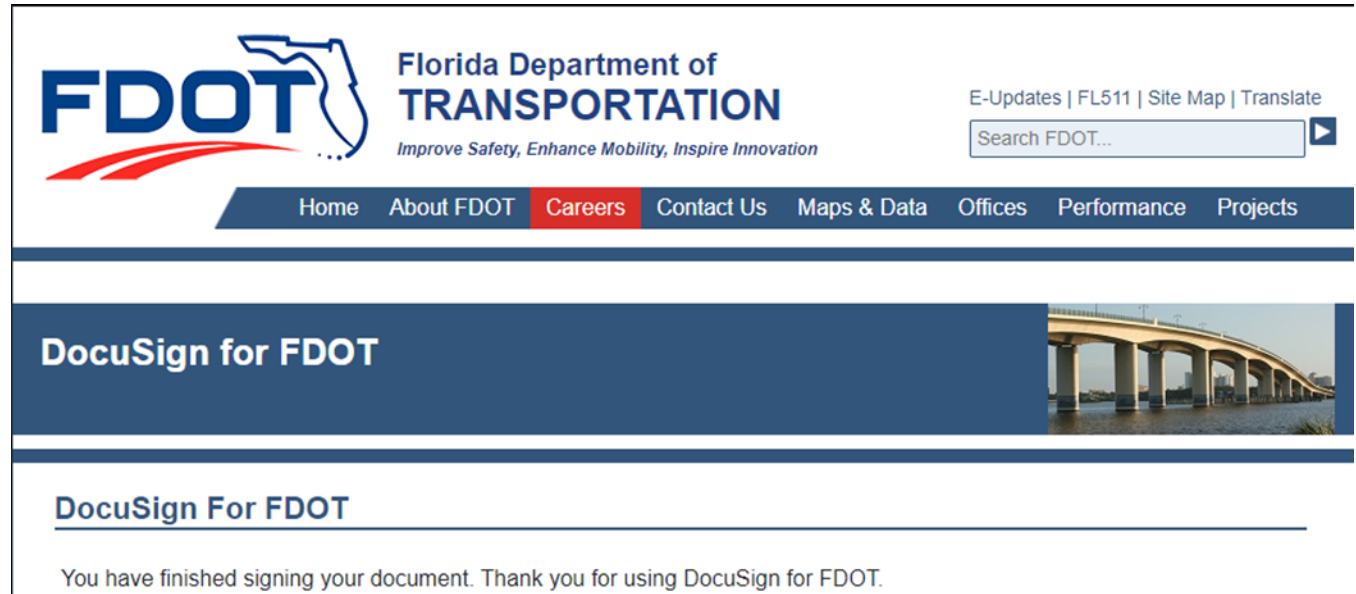 FDOT
Florida Department of
TRANSPORTATION
Improve Safety, Enhance Mobility, Inspire Innovation
E-Updates | FL511 | Site Map | Translate
Search FDOT...
Home About FDOT Careers Contact Us Maps & Data Offices Performance Projects
DocuSign for FDOT
DocuSign For FDOT
You have finished signing your document. Thank you for using DocuSign for FDOT.